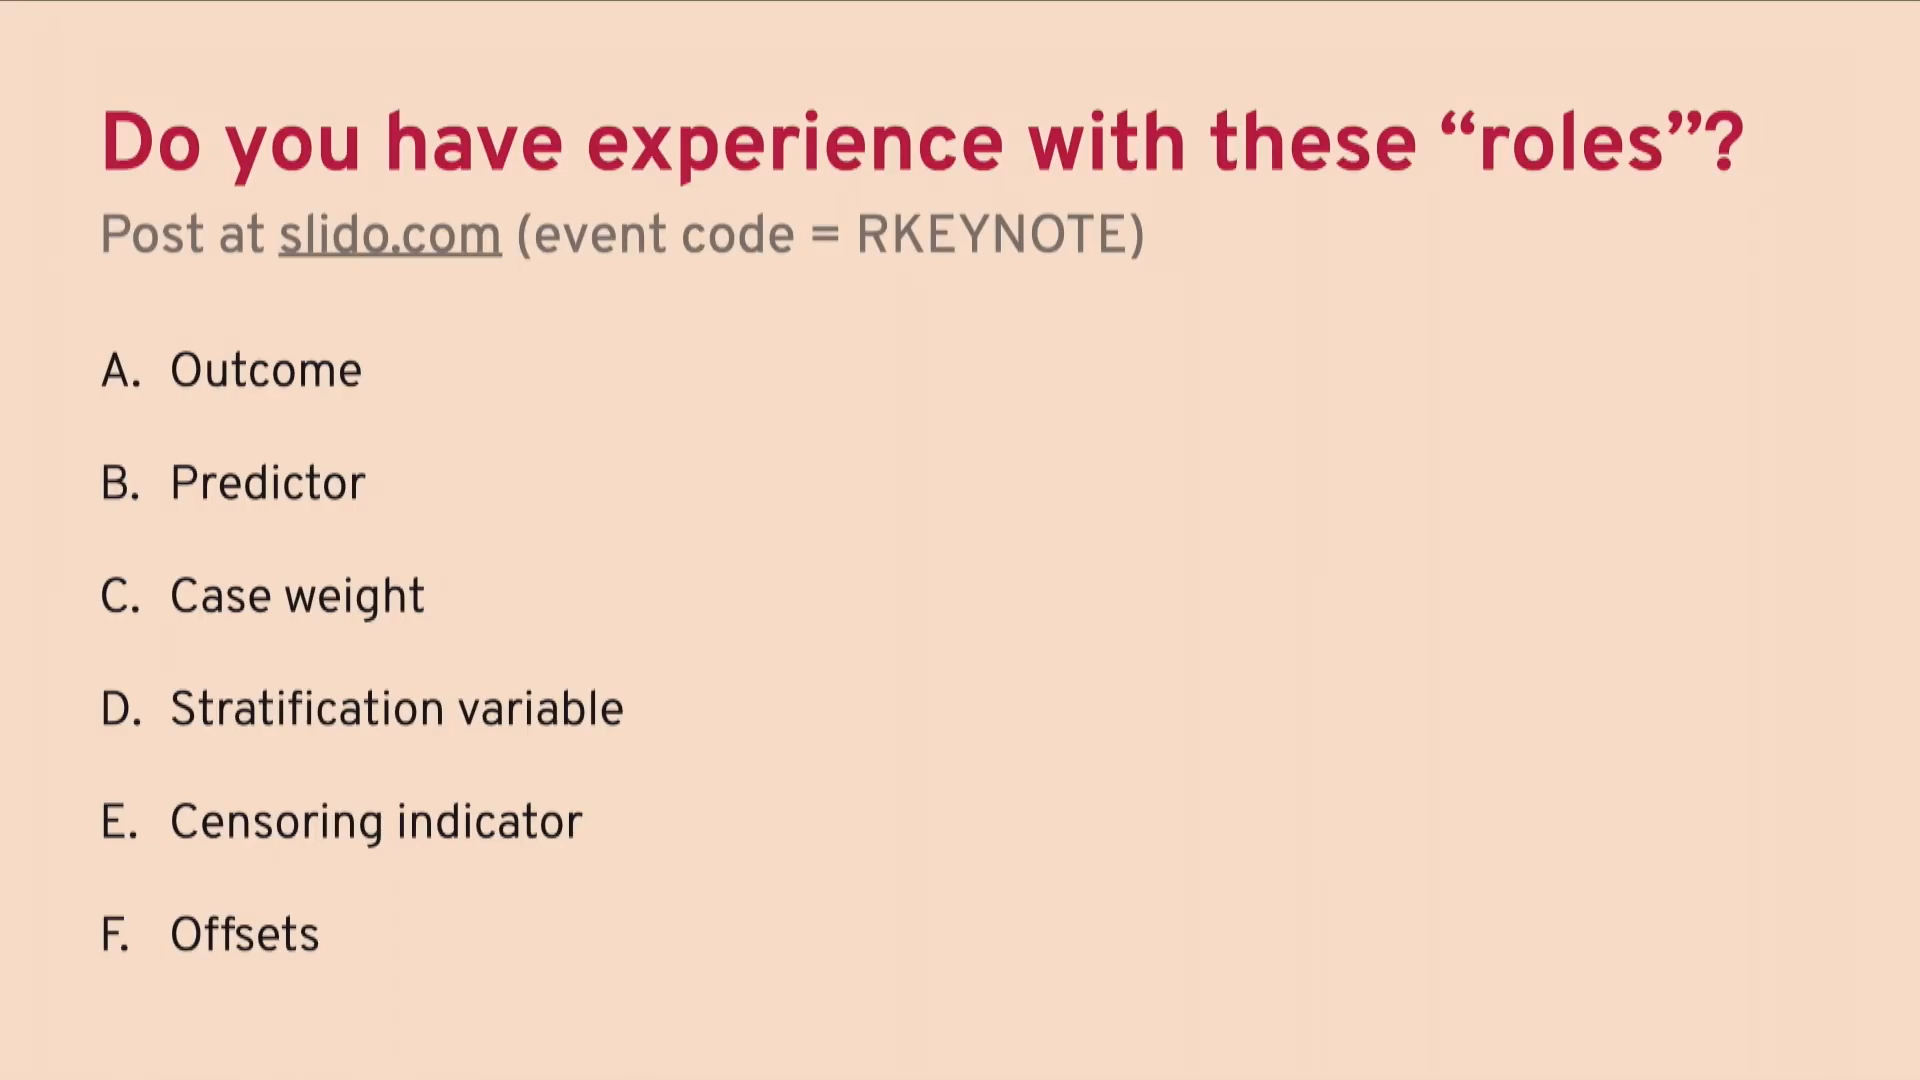 Do you have experience with these “roles”?
Post at slido.com (event code = RKEYNOTE)
A. Outcome
B. Predictor
C. Case weight
D. Stratification variable
E. Censoring indicator
F. Offsets